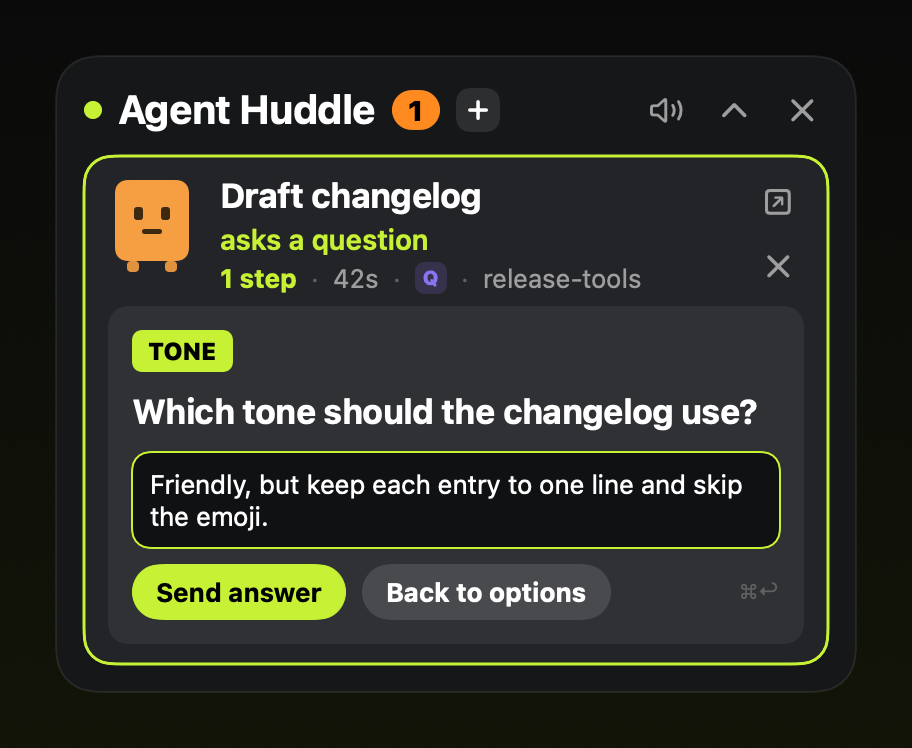 Agent Huddle 1 +
Draft changelog
asks a question
1 step · 42s · Q · release-tools
TONE
Which tone should the changelog use?
Friendly, but keep each entry to one line and skip
the emoji.
Send answer Back to options ⌘↩